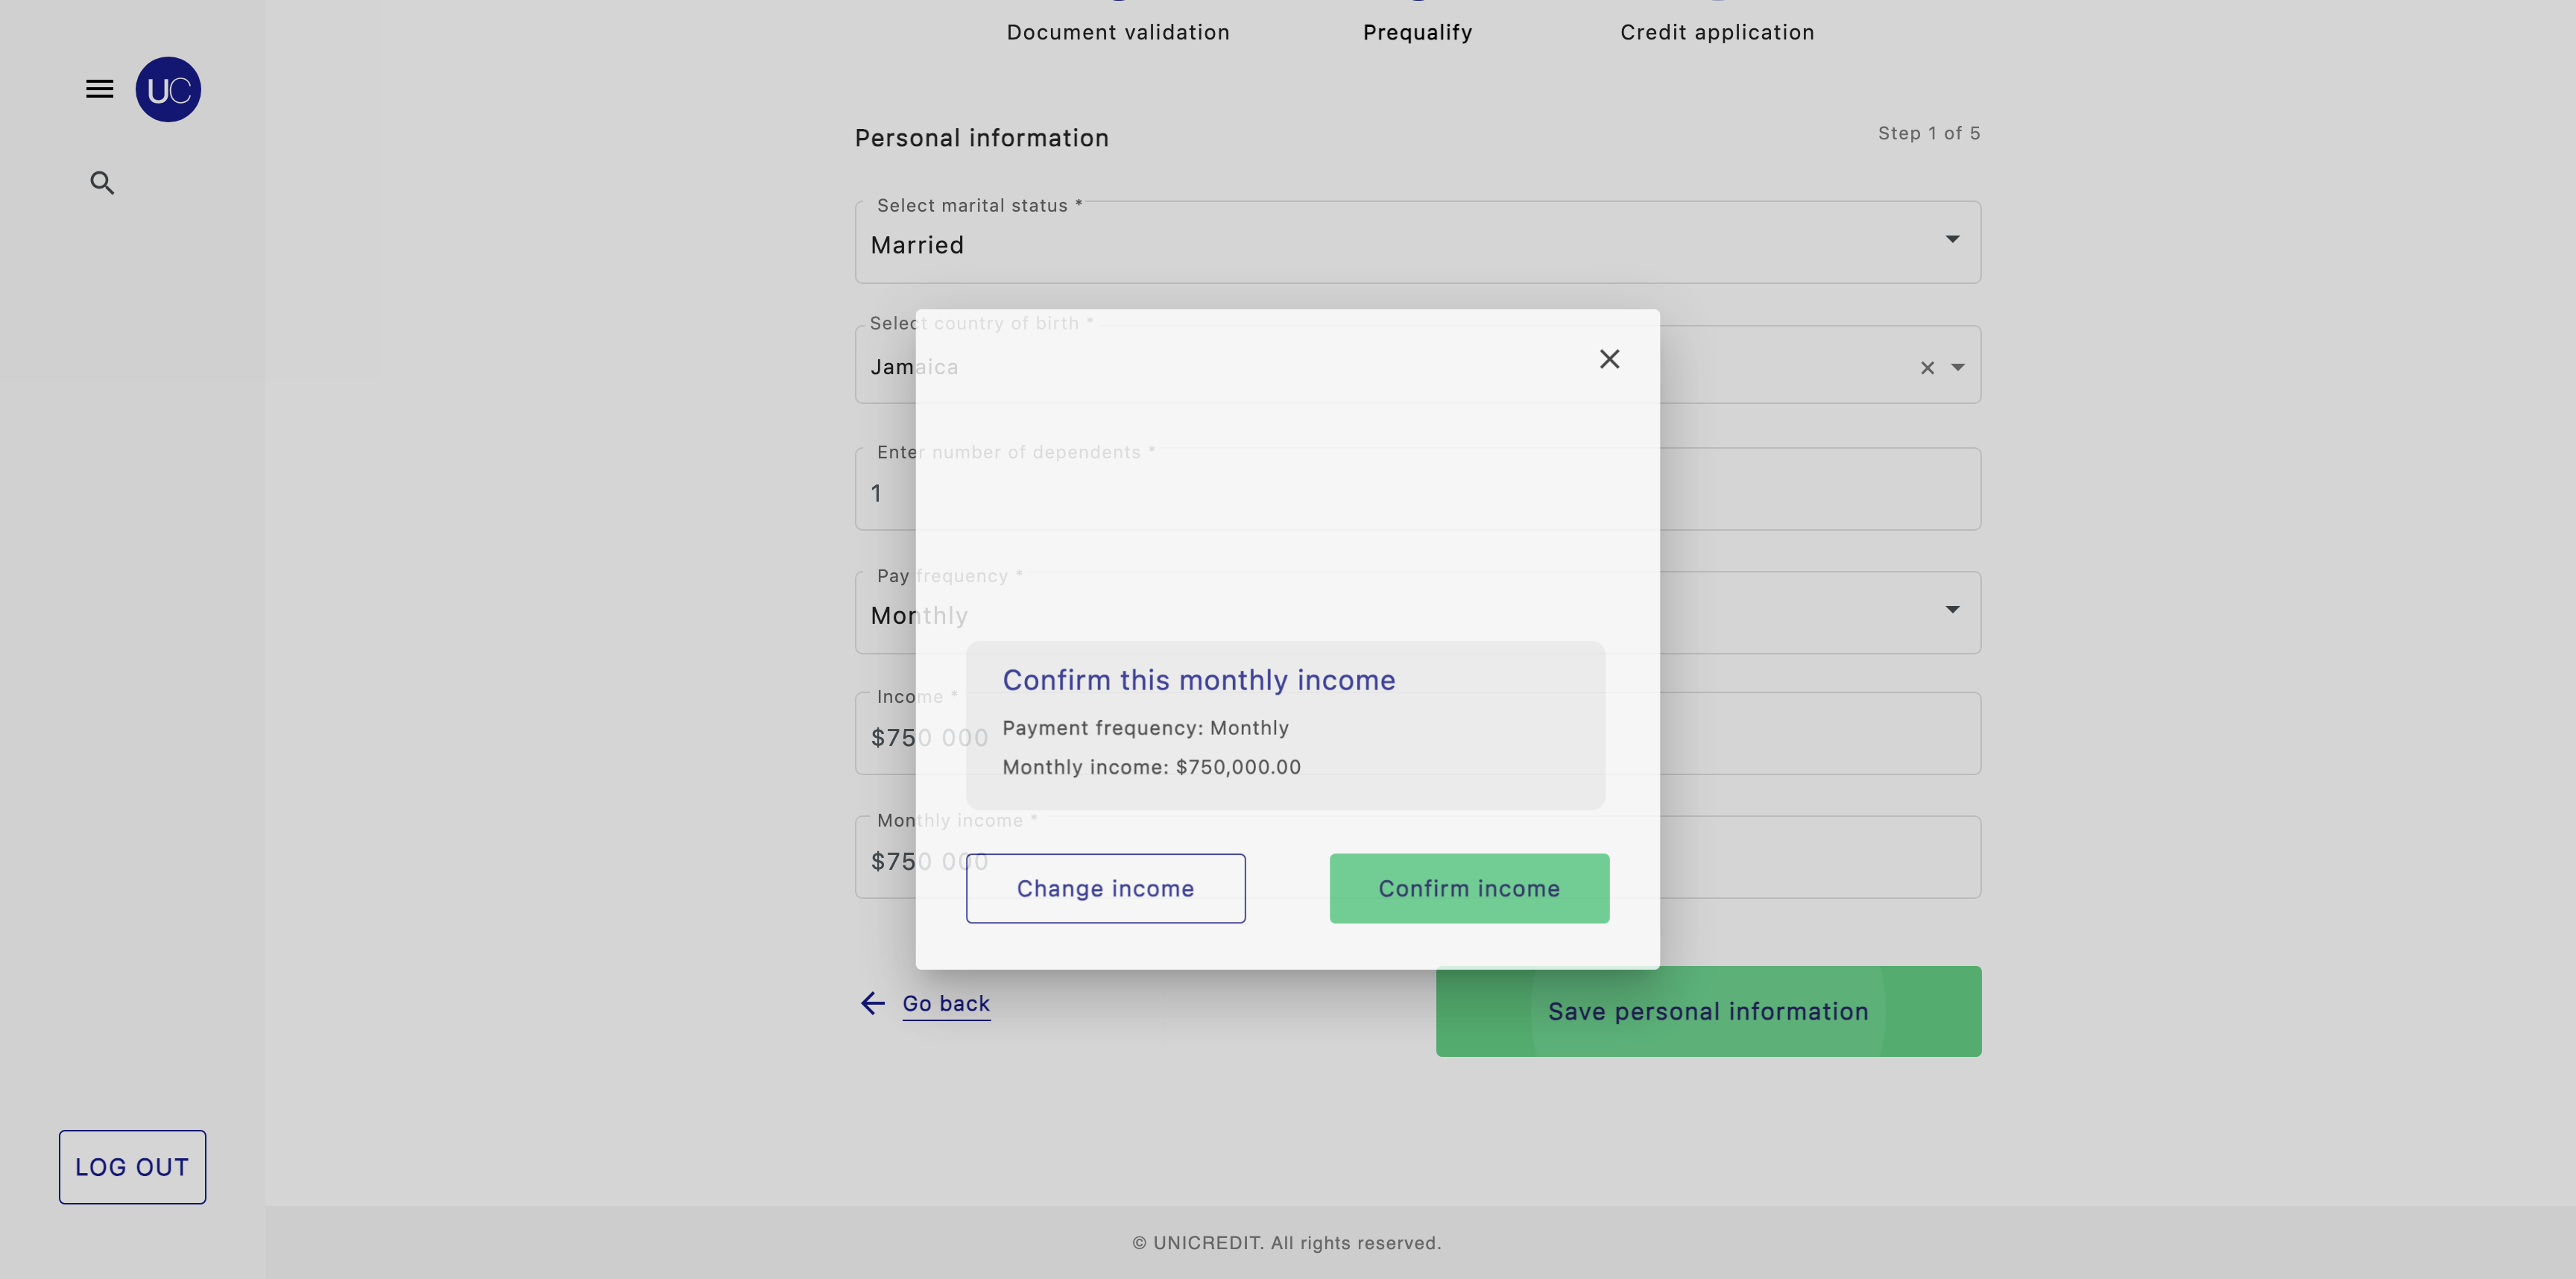 Document validation
Prequalify
Credit application
UC
Personal information
Step 1 of 5
Select marital status *
Married
Select country of birth *
Jamaica
Enter number of dependents *
1
Pay frequency *
Monthly
Confirm this monthly income
Income *
Payment frequency: Monthly
$750 000
Monthly income: $750,000.00
Monthly income *
$750 000
Change income
Confirm income
Go back
Save personal information
LOG OUT
© UNICREDIT. All rights reserved.